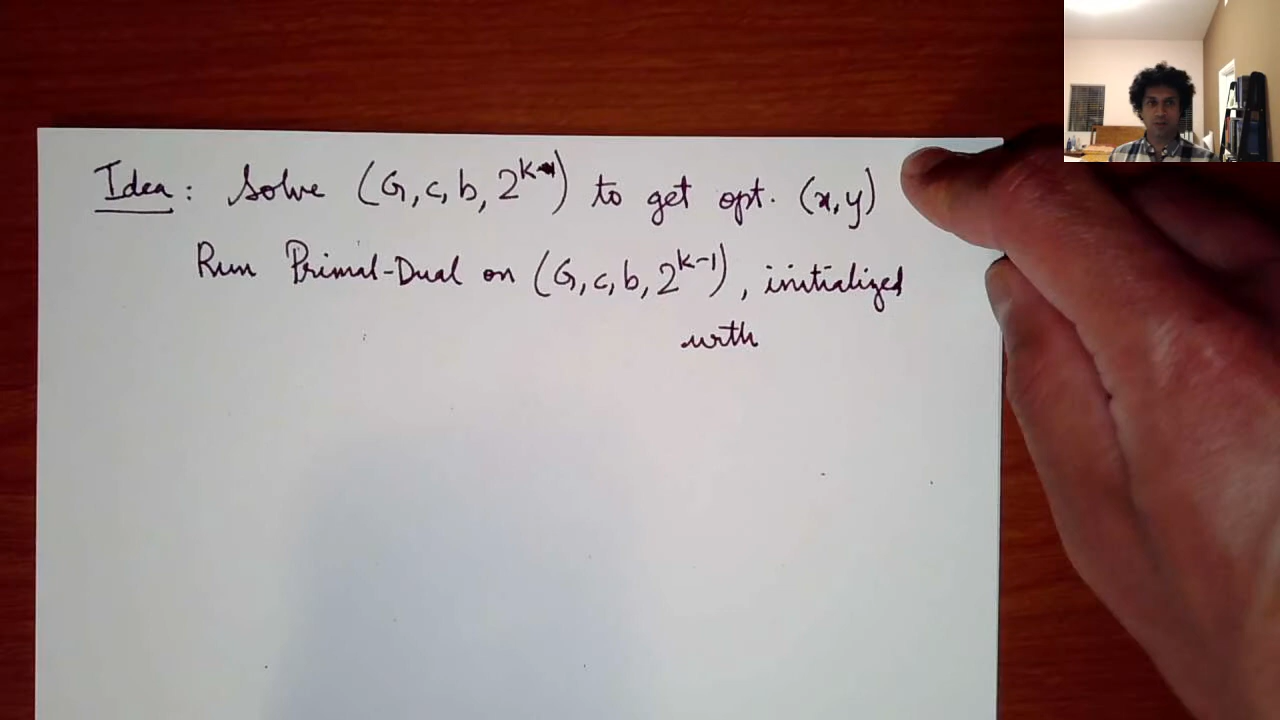 Idea: Solve (G, c, b, 2^k) to get opt. (x, y)
Run Primal-Dual on (G, c, b, 2^{k-1}), initialized
with